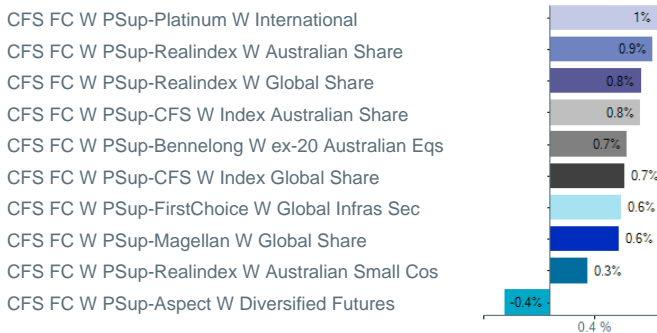 CFS FC W PSup-Platinum W International 1%
CFS FC W PSup-Realindex W Australian Share 0.9%
CFS FC W PSup-Realindex W Global Share 0.8%
CFS FC W PSup-CFS W Index Australian Share 0.8%
CFS FC W PSup-Bennelong W ex-20 Australian Eqs 0.7%
CFS FC W PSup-CFS W Index Global Share 0.7%
CFS FC W PSup-FirstChoice W Global Infras Sec 0.6%
CFS FC W PSup-Magellan W Global Share 0.6%
CFS FC W PSup-Realindex W Australian Small Cos 0.3%
CFS FC W PSup-Aspect W Diversified Futures -0.4%
0.4 %